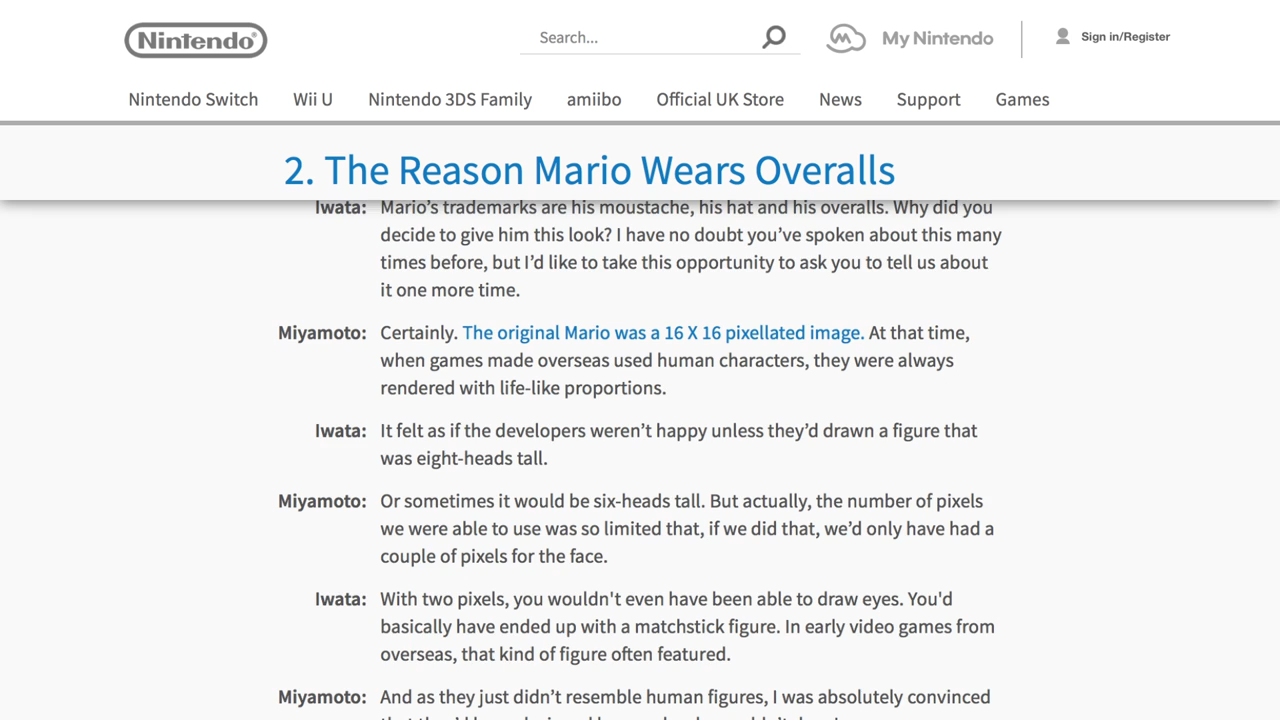 Nintendo®
Search...
My Nintendo
Sign in/Register
Nintendo Switch Wii U Nintendo 3DS Family amiibo Official UK Store News Support Games
2. The Reason Mario Wears Overalls
Iwata: Mario’s trademarks are his moustache, his hat and his overalls. Why did you
decide to give him this look? I have no doubt you’ve spoken about this many
times before, but I’d like to take this opportunity to ask you to tell us about
it one more time.
Miyamoto: Certainly. The original Mario was a 16 X 16 pixellated image. At that time,
when games made overseas used human characters, they were always
rendered with life-like proportions.
Iwata: It felt as if the developers weren’t happy unless they’d drawn a figure that
was eight-heads tall.
Miyamoto: Or sometimes it would be six-heads tall. But actually, the number of pixels
we were able to use was so limited that, if we did that, we’d only have had a
couple of pixels for the face.
Iwata: With two pixels, you wouldn't even have been able to draw eyes. You'd
basically have ended up with a matchstick figure. In early video games from
overseas, that kind of figure often featured.
Miyamoto: And as they just didn’t resemble human figures, I was absolutely convinced